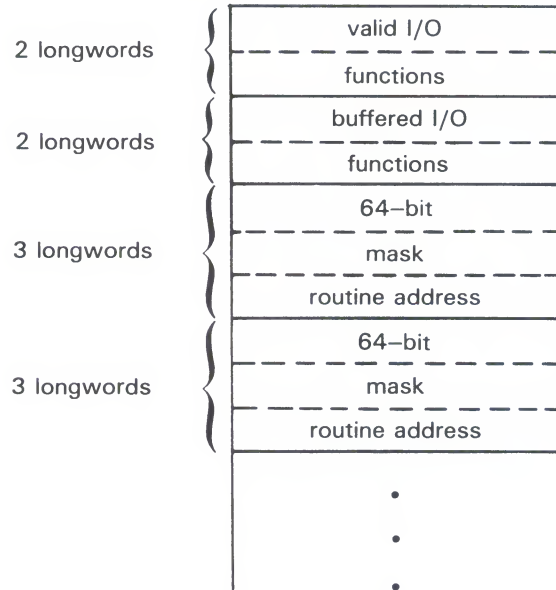 valid I/O
2 longwords
functions
buffered I/O
2 longwords
functions
64–bit
3 longwords
mask
routine address
64–bit
3 longwords
mask
routine address